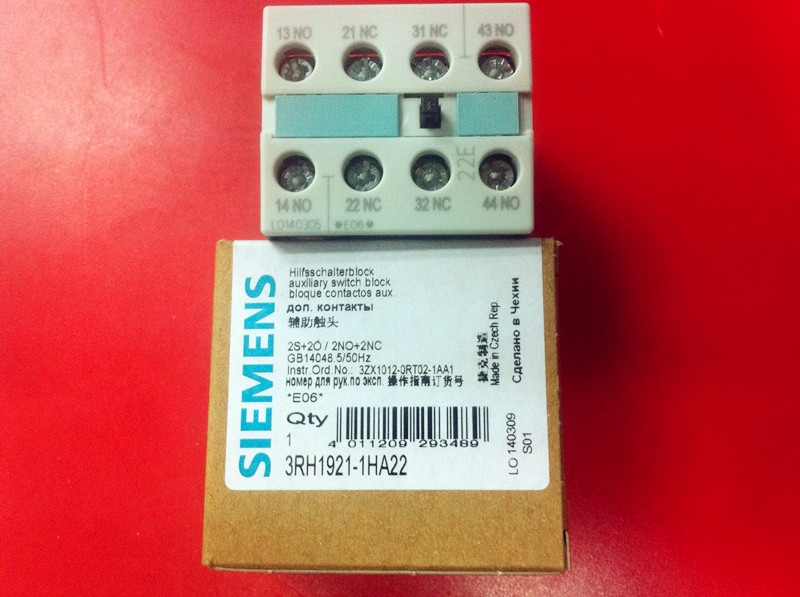 13 NO 21 NC 31 NC 43 NO
22E
14 NO 22 NC 32 NC 44 NO
LO140305 *E06*
SIEMENS
Hilfsschalterblock
auxiliary switch block
bloque contactos aux.
доп. контакты
辅助触头
2S+2Ö / 2NO+2NC
GB14048.5/50Hz
Instr.Ord.No.: 3ZX1012-0RT02-1AA1
номер для рук.по эксп. 操作指南订货号
*E06*
Qty
1
4 011209 293489
3RH1921-1HA22
捷克制造
Made in Czech Rep.
Сделано в Чехии
LO 140309
S01